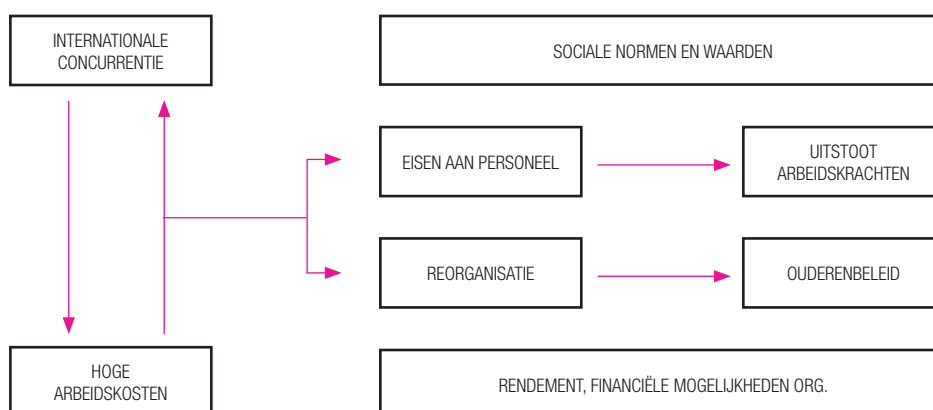 INTERNATIONALE
CONCURRENTIE
SOCIALE NORMEN EN WAARDEN
EISEN AAN PERSONEEL
UITSTOOT
ARBEIDSKRACHTEN
REORGANISATIE
OUDERENBELEID
HOGE
ARBEIDSKOSTEN
RENDEMENT, FINANCIËLE MOGELIJKHEDEN ORG.